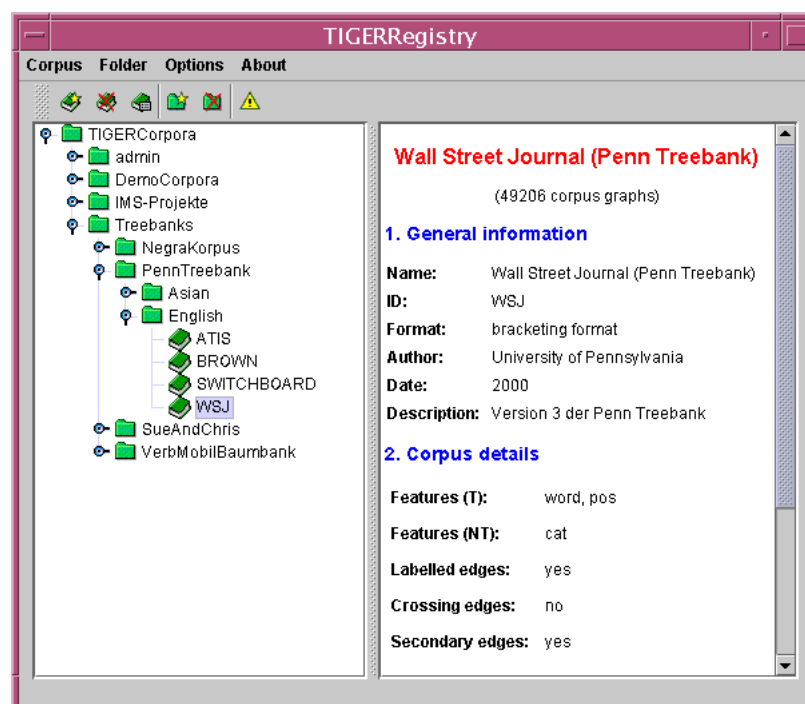 TIGERRegistry
Corpus Folder Options About
TIGERCorpora
admin
DemoCorpora
IMS-Projekte
Treebanks
NegraKorpus
PennTreebank
Asian
English
ATIS
BROWN
SWITCHBOARD
WSJ
SueAndChris
VerbMobilBaumbank
Wall Street Journal (Penn Treebank)
(49206 corpus graphs)
1. General information
Name: Wall Street Journal (Penn Treebank)
ID: WSJ
Format: bracketing format
Author: University of Pennsylvania
Date: 2000
Description: Version 3 der Penn Treebank
2. Corpus details
Features (T): word, pos
Features (NT): cat
Labelled edges: yes
Crossing edges: no
Secondary edges: yes